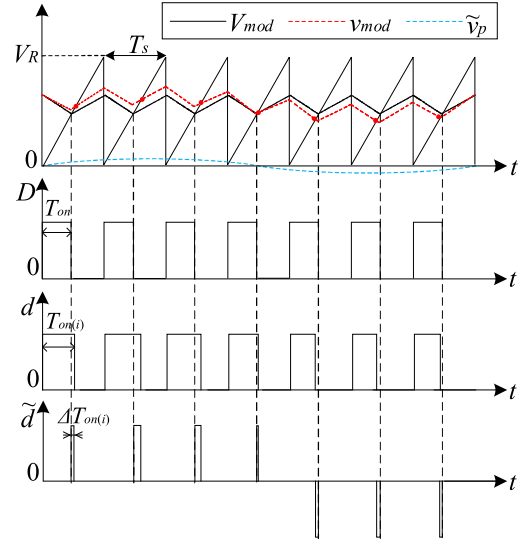 V_mod v_mod ṽ_p
V_R T_s
0 t
D
T_on
0 t
d
T_on(i)
0 t
d̃
ΔT_on(i)
0 t